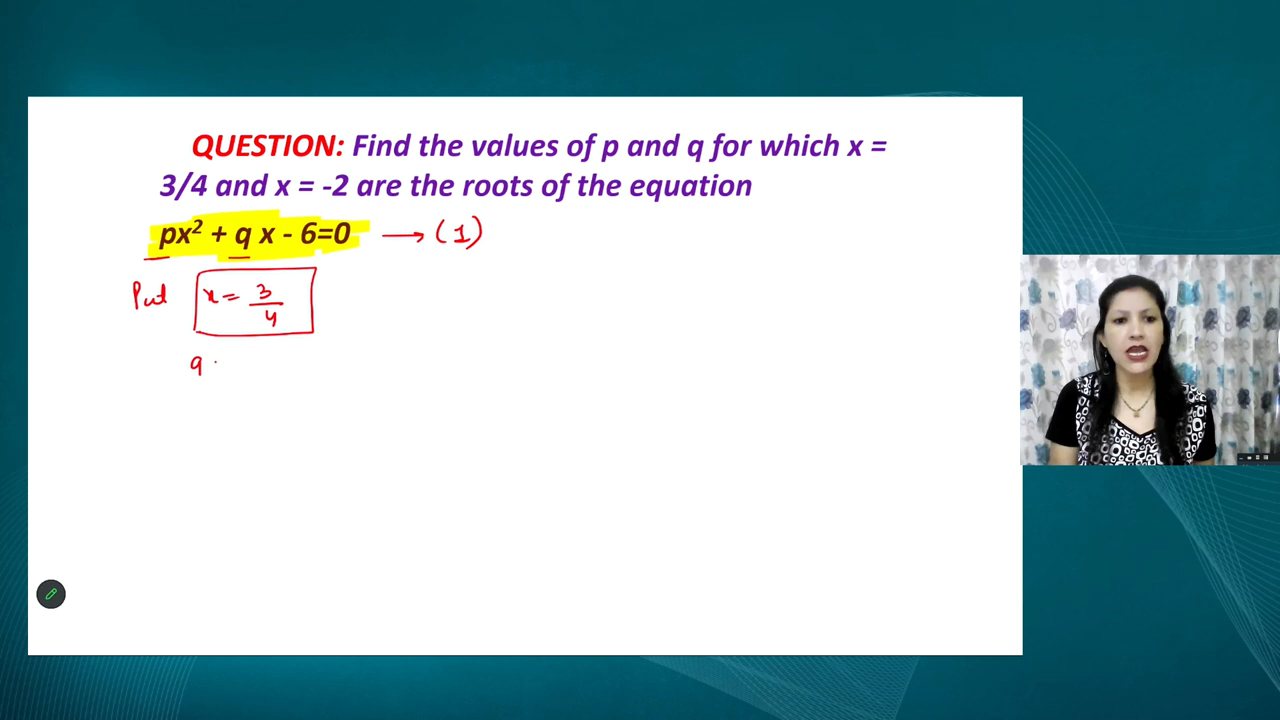 QUESTION: Find the values of p and q for which x =
3/4 and x = -2 are the roots of the equation
px² + q x - 6=0 ⟶ (1)
Put x = 3/4